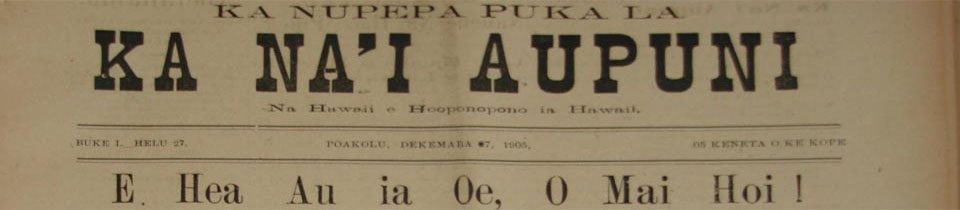 KA NUPEPA PUKA LA
KA NA'I AUPUNI
Na Hawaii e Hooponopono ia Hawaii.
BUKE 1. HELU 27. POAKOLU, DEKEMABA 27, 1905, 05 KENETA O KE KOPE
E Hea Au ia Oe, O Mai Hoi!